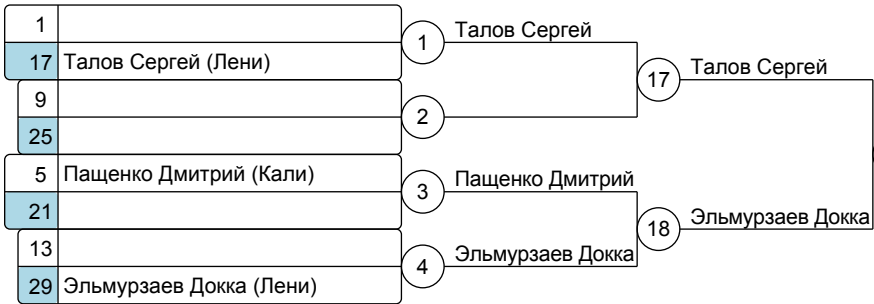 1
1 Талов Сергей
17 Талов Сергей (Лени)
17 Талов Сергей
9
2
25
5 Пащенко Дмитрий (Кали)
3 Пащенко Дмитрий
21
18 Эльмурзаев Докка
13
4 Эльмурзаев Докка
29 Эльмурзаев Докка (Лени)